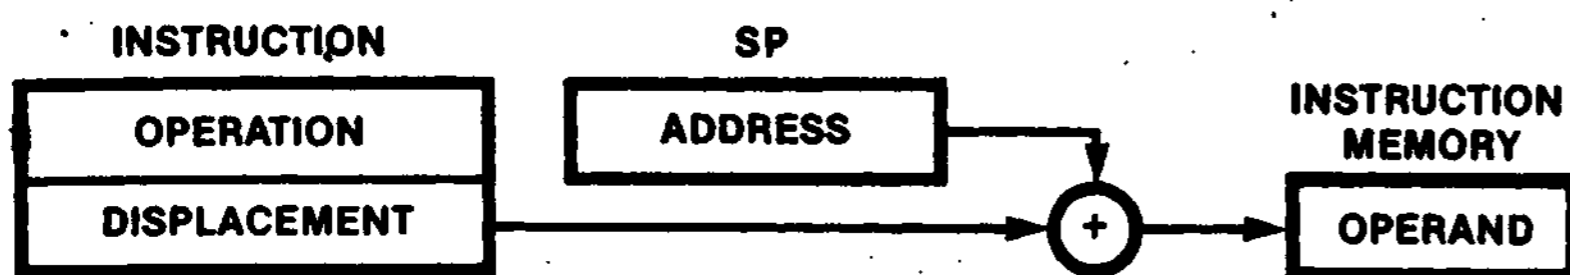 INSTRUCTION
SP
OPERATION
ADDRESS
INSTRUCTION
MEMORY
DISPLACEMENT
+
OPERAND